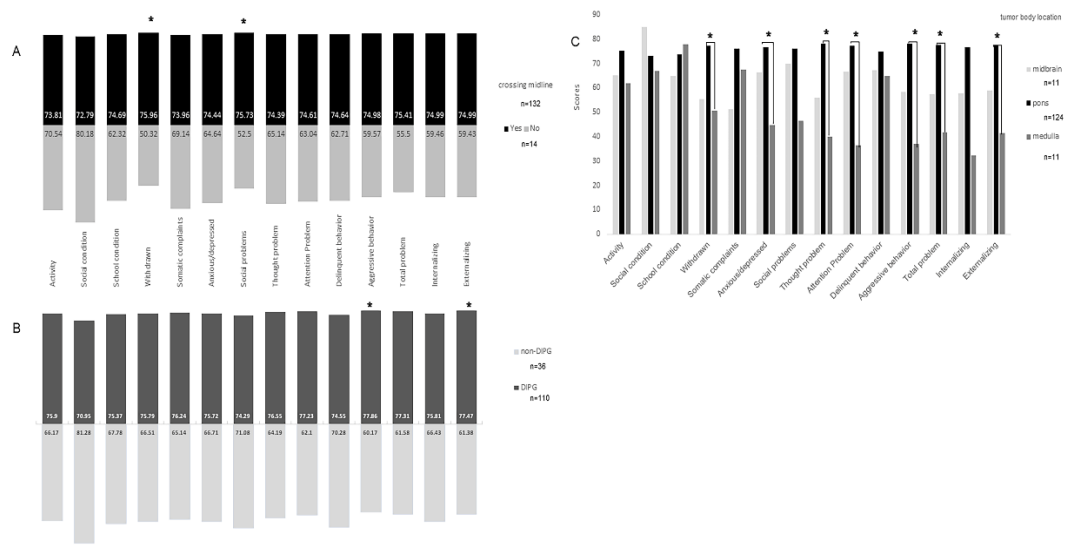 A
* *
73.81 72.79 74.69 75.96 73.96 74.44 75.73 74.39 74.61 74.64 74.98 75.41 74.99 74.99
70.54 80.18 62.32 50.32 69.14 64.64 52.5 65.14 63.04 62.71 59.57 55.5 59.46 59.43
crossing midline
n=132
Yes No
n=14
Activity
Social condition
School condition
Withdrawn
Somatic complaints
Anxious/depressed
Social problems
Thought problem
Attention Problem
Delinquent behavior
Aggressive behavior
Total problem
Internalizing
Externalizing
B
* *
75.9 70.95 75.37 75.79 76.24 75.72 74.29 76.55 77.23 74.55 77.86 77.31 75.81 77.47
66.17 81.28 67.78 66.51 65.14 66.71 71.08 64.19 62.1 70.28 60.17 61.58 66.43 61.38
non-DIPG
n=36
DIPG
n=110
C
tumor body location
90
80
70
60
50
40
30
20
10
0
Scores
* * * * * * *
midbrain
n=11
pons
n=124
medulla
n=11
Activity
Social condition
School condition
Withdrawn
Somatic complaints
Anxious/depressed
Social problems
Thought problem
Attention Problem
Delinquent behavior
Aggressive behavior
Total problem
Internalizing
Externalizing